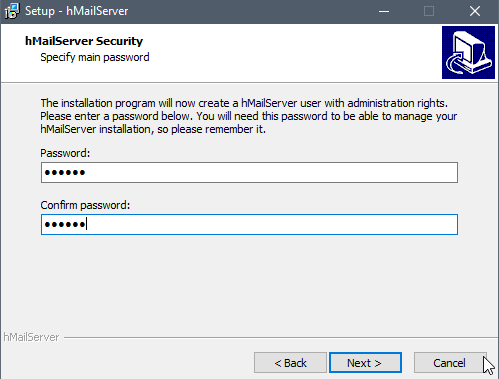 Setup - hMailServer
hMailServer Security
Specify main password
The installation program will now create a hMailServer user with administration rights.
Please enter a password below. You will need this password to be able to manage your
hMailServer installation, so please remember it.
Password:
●●●●●●
Confirm password:
●●●●●●
hMailServer
< Back
Next >
Cancel